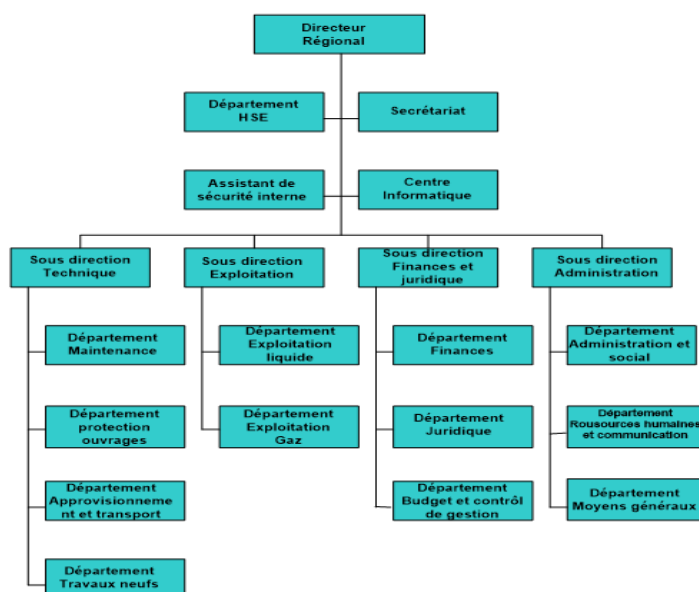 Directeur
Régional
Département
HSE
Secrétariat
Assistant de
sécurité interne
Centre
Informatique
Sous direction
Technique
Sous direction
Exploitation
Sous direction
Finances et
juridique
Sous direction
Administration
Département
Maintenance
Département
Exploitation
liquide
Département
Finances
Département
Administration et
social
Département
protection
ouvrages
Département
Exploitation
Gaz
Département
Juridique
Département
Rousources humaines
et communication
Département
Approvisionneme
nt et transport
Département
Budget et contrôl
de gestion
Département
Moyens généraux
Département
Travaux neufs